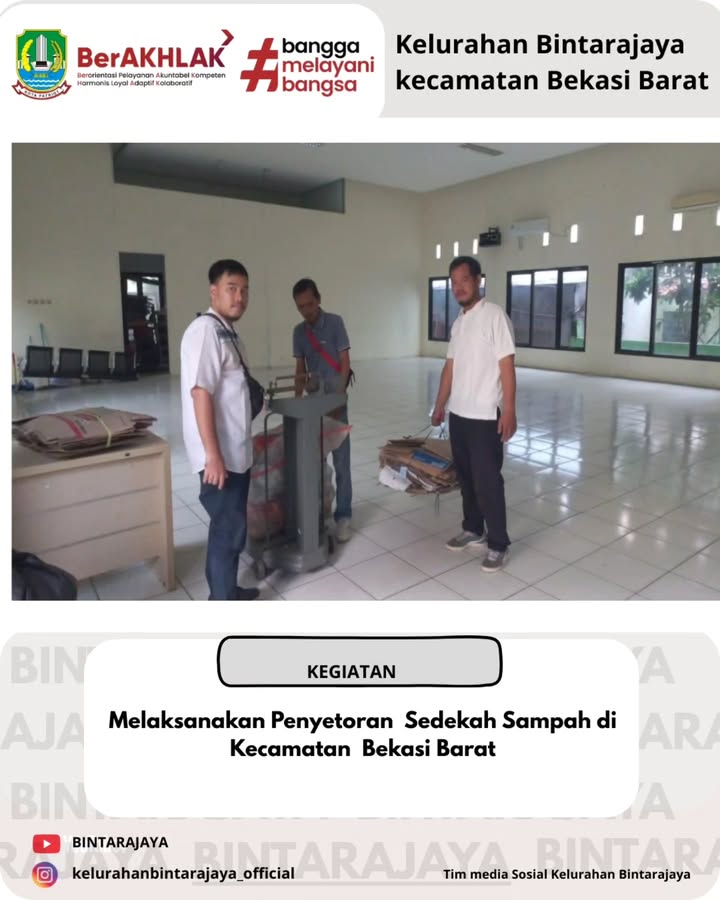 BerAKHLAK
Berorientasi Pelayanan Akuntabel Kompeten
Harmonis Loyal Adaptif Kolaboratif
#bangga
melayani
bangsa
Kelurahan Bintarajaya
kecamatan Bekasi Barat
KEGIATAN
Melaksanakan Penyetoran Sedekah Sampah di
Kecamatan Bekasi Barat
BINTARAJAYA
kelurahanbintarajaya_official
Tim media Sosial Kelurahan Bintarajaya
BINTARAJAYA